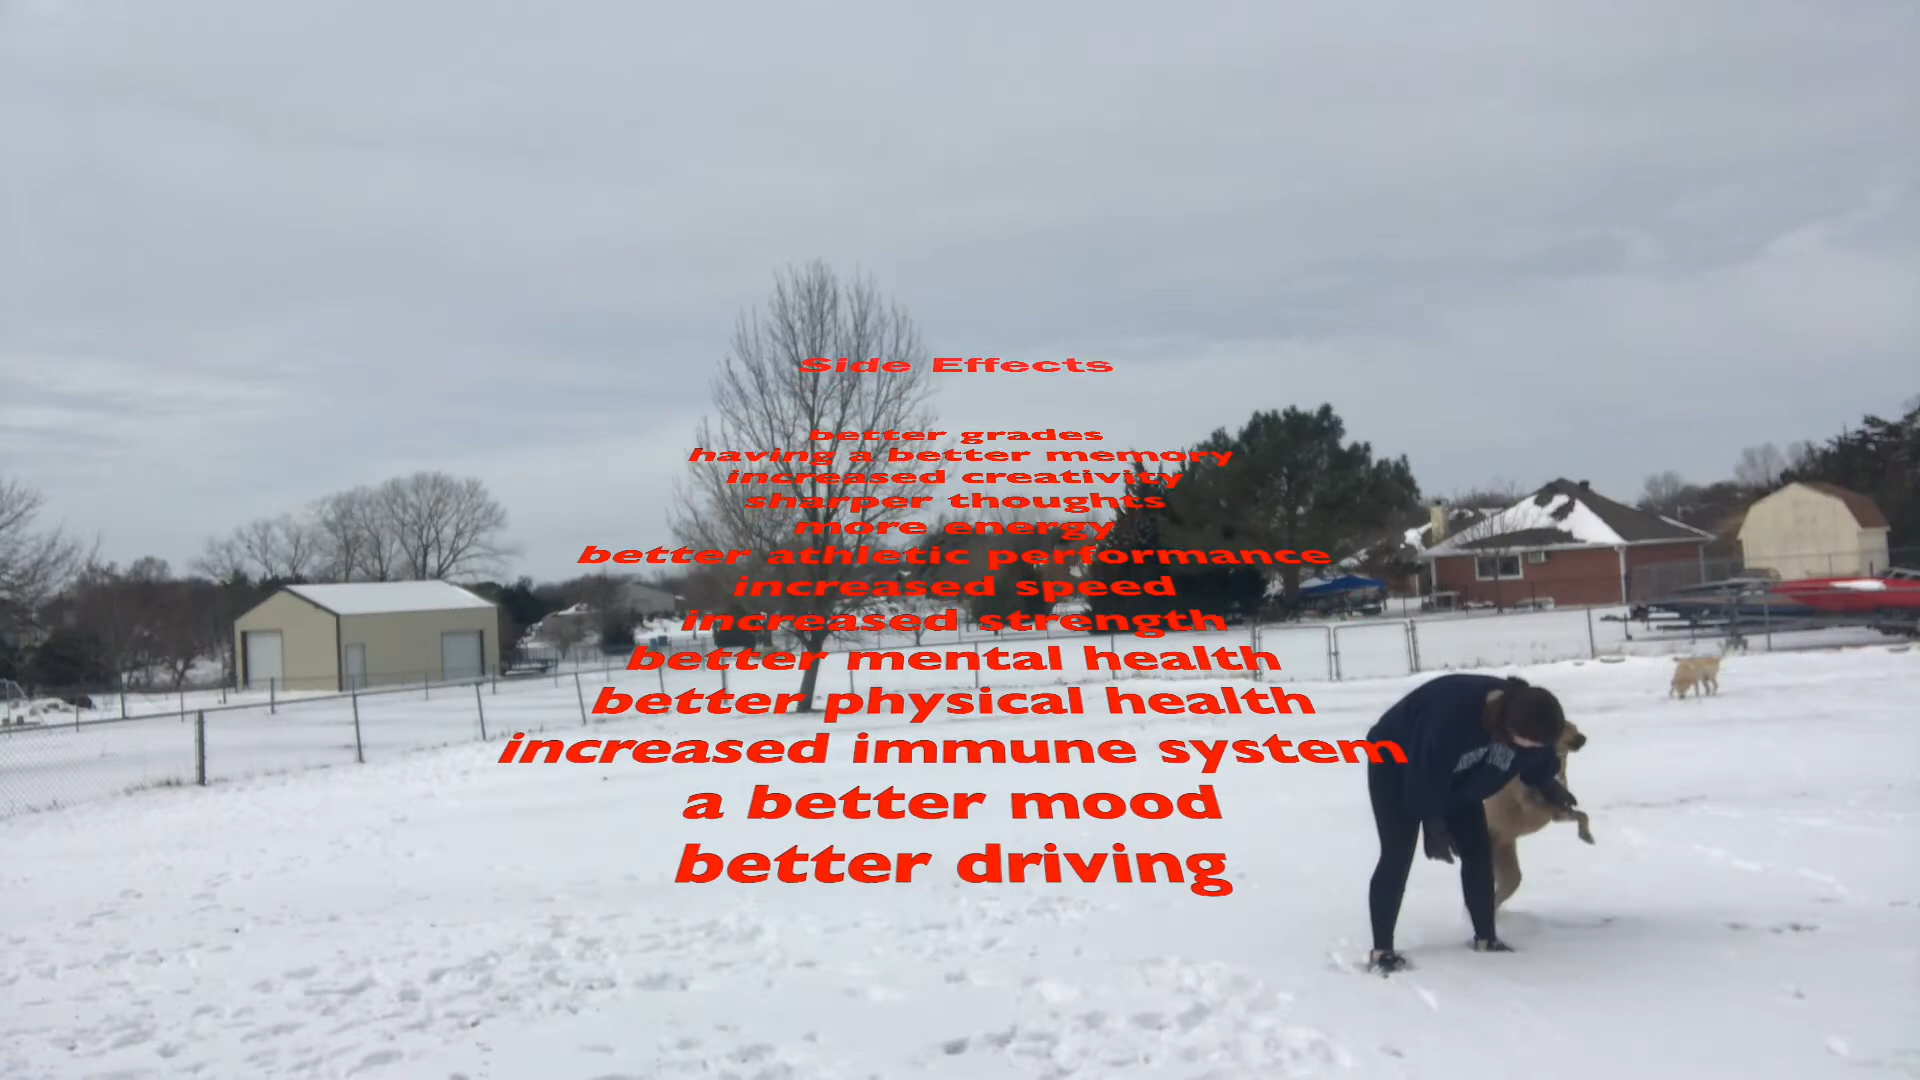 Side Effects
better grades
having a better memory
increased creativity
sharper thoughts
more energy
better athletic performance
increased speed
increased strength
better mental health
better physical health
increased immune system
a better mood
better driving